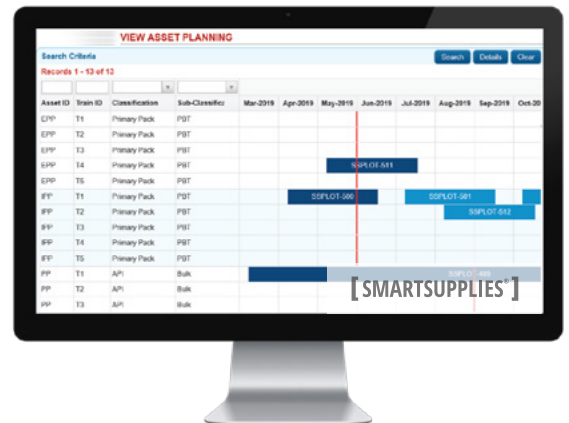 VIEW ASSET PLANNING
Search Criteria Search Details Clear
Records 1 - 13 of 13
Asset ID Train ID Classification Sub-Classific Mar-2019 Apr-2019 May-2019 Jun-2019 Jul-2019 Aug-2019 Sep-2019 Oct-20
EPP T1 Primary Pack PBT
EPP T2 Primary Pack PBT
EPP T3 Primary Pack PBT
EPP T4 Primary Pack PBT SSPLOT-511
EPP T5 Primary Pack PBT
IPP T1 Primary Pack PBT SSPLOT-500 SSPLOT-501
IPP T2 Primary Pack PBT SSPLOT-512
IPP T3 Primary Pack PBT
IPP T4 Primary Pack PBT
IPP T5 Primary Pack PBT
PP T1 API Bulk
PP T2 API Bulk
PP T3 API Bulk
[SMARTSUPPLIES®]